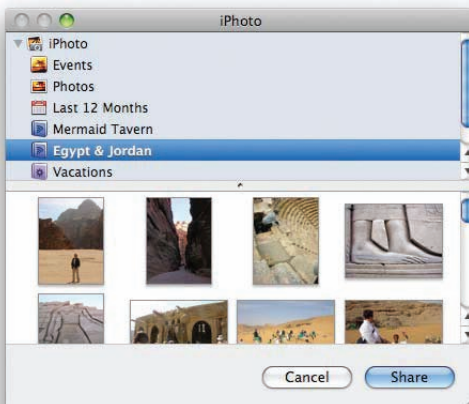 iPhoto
iPhoto
Events
Photos
Last 12 Months
Mermaid Tavern
Egypt & Jordan
Vacations
Cancel
Share